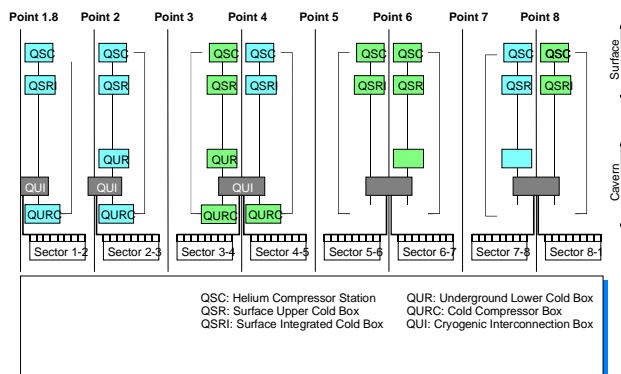 Point 1.8 Point 2 Point 3 Point 4 Point 5 Point 6 Point 7 Point 8
QSC QSC QSC QSC QSC QSC QSC QSC
Surface
QSRI QSR QSR QSRI QSRI QSR QSR QSRI
QUR QUR
QUI QUI QUI
Cavern
QURC QURC QURC QURC
Sector 1-2 Sector 2-3 Sector 3-4 Sector 4-5 Sector 5-6 Sector 6-7 Sector 7-8 Sector 8-1
QSC: Helium Compressor Station QUR: Underground Lower Cold Box
QSR: Surface Upper Cold Box QURC: Cold Compressor Box
QSRI: Surface Integrated Cold Box QUI: Cryogenic Interconnection Box